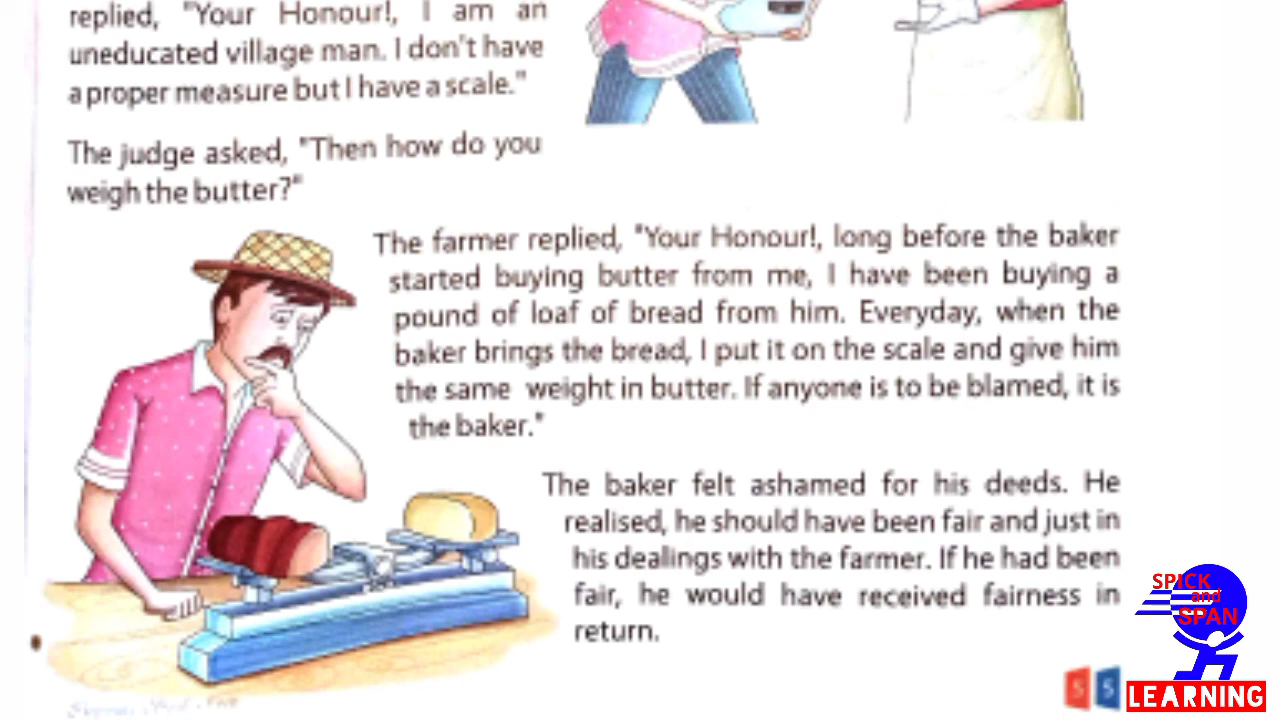 replied, "Your Honour!, I am an
uneducated village man. I don't have
a proper measure but I have a scale."
The judge asked, "Then how do you
weigh the butter?"
The farmer replied, "Your Honour!, long before the baker
started buying butter from me, I have been buying a
pound of loaf of bread from him. Everyday, when the
baker brings the bread, I put it on the scale and give him
the same weight in butter. If anyone is to be blamed, it is
the baker."
The baker felt ashamed for his deeds. He
realised, he should have been fair and just in
his dealings with the farmer. If he had been
fair, he would have received fairness in
return.
SPICK
and
SPAN
S S LEARNING